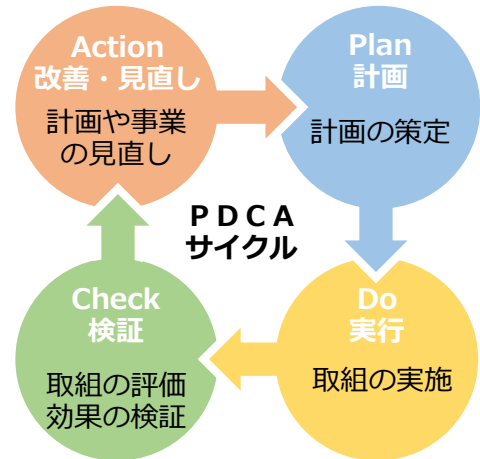 Action
改善・見直し
計画や事業
の見直し
Plan
計画
計画の策定
ＰＤＣＡ
サイクル
Check
検証
取組の評価
効果の検証
Do
実行
取組の実施